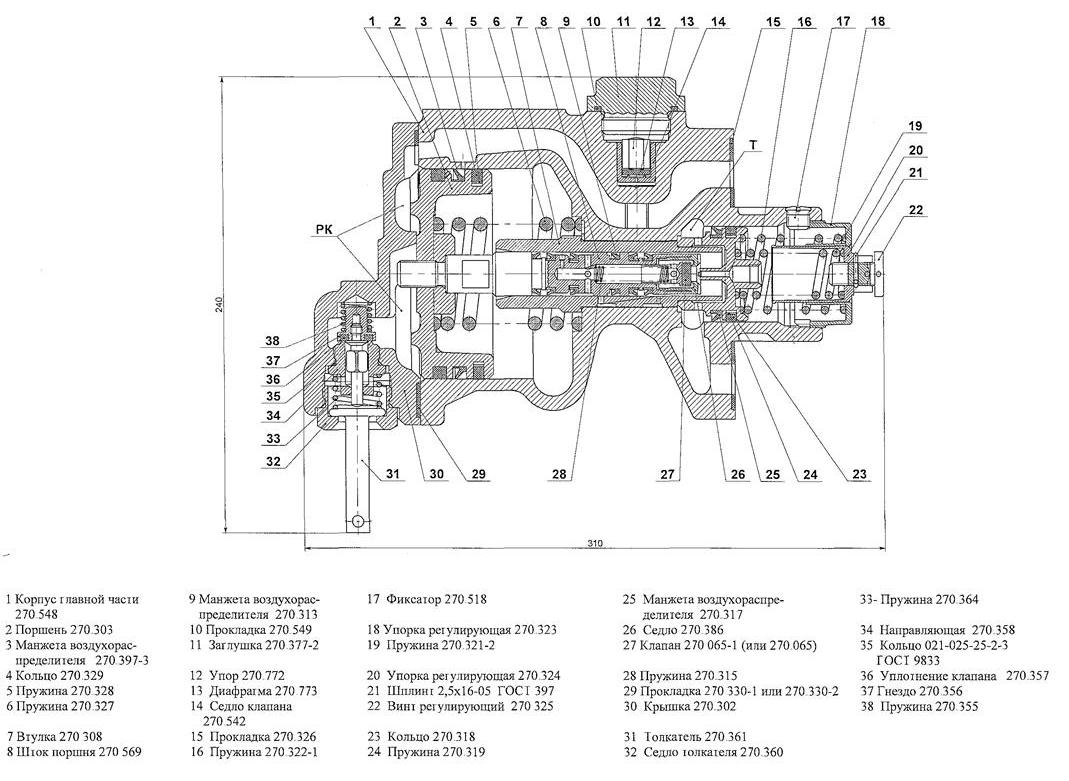 1 2 3 4 5 6 7 8 9 10 11 12 13 14 15 16 17 18
19
20
21
22
Т
РК
240
38
37
36
35
34
33
32
31 30 29 28 27 26 25 24 23
310
1 Корпус главной части
270.548
2 Поршень 270.303
3 Манжета воздухорас-
пределителя 270.397-3
4 Кольцо 270.329
5 Пружина 270.328
6 Пружина 270.327
7 Втулка 270 308
8 Шток поршня 270 569
9 Манжета воздухорас-
пределителя 270.313
10 Прокладка 270.549
11 Заглушка 270.377-2
12 Упор 270.772
13 Диафрагма 270 773
14 Седло клапана
270 542
15 Прокладка 270.326
16 Пружина 270.322-1
17 Фиксатор 270.518
18 Упорка регулирующая 270.323
19 Пружина 270.321-2
20 Упорка регулирующая 270.324
21 Шплинт 2,5х16-05 ГОСТ 397
22 Винт регулирующий 270 325
23 Кольцо 270.318
24 Пружина 270 319
25 Манжета воздухораспре-
делителя 270.317
26 Седло 270.386
27 Клапан 270 065-1 (или 270.065)
28 Пружина 270.315
29 Прокладка 270 330-1 или 270.330-2
30 Крышка 270.302
31 Толкатель 270.361
32 Седло толкателя 270.360
33- Пружина 270.364
34 Направляющая 270.358
35 Кольцо 021-025-25-2-3
ГОСТ 9833
36 Уплотнение клапана 270.357
37 Гнездо 270.356
38 Пружина 270.355